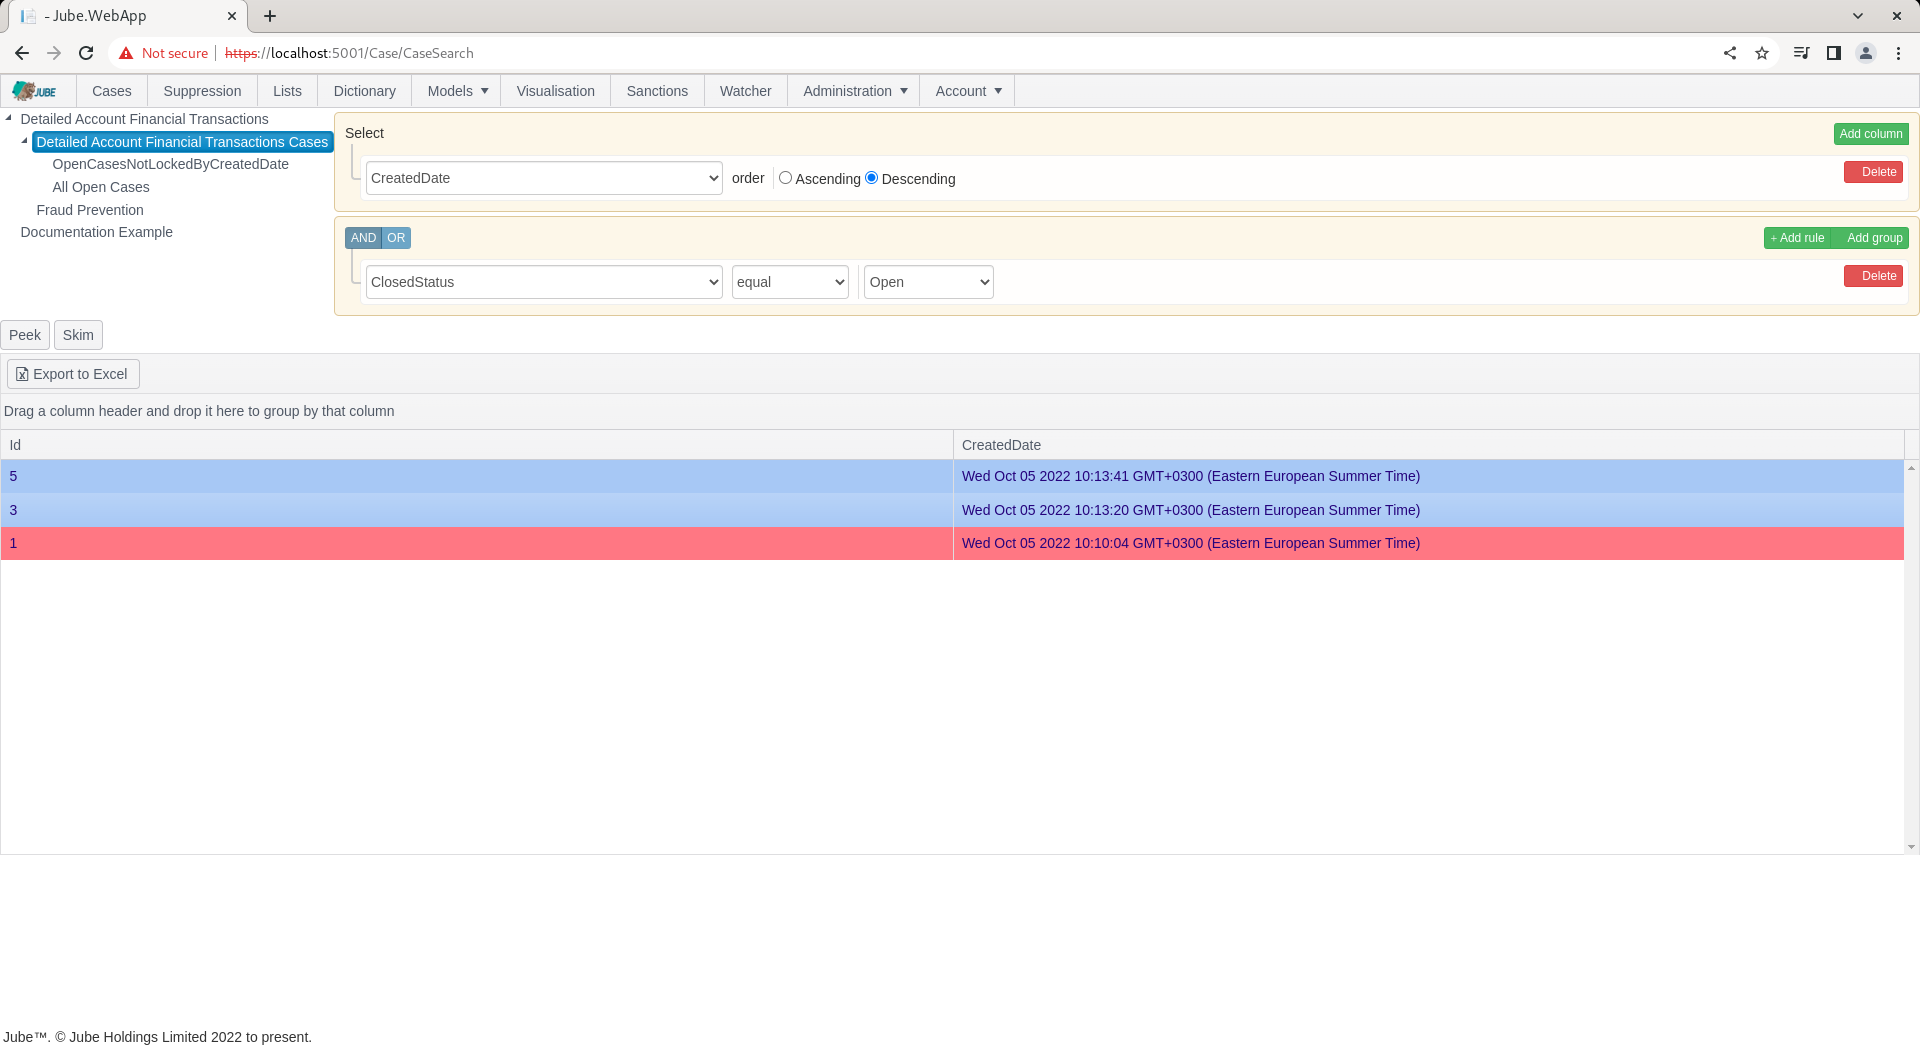 - Jube.WebApp
Not secure https://localhost:5001/Case/CaseSearch
JUBE Cases Suppression Lists Dictionary Models Visualisation Sanctions Watcher Administration Account
Detailed Account Financial Transactions
Detailed Account Financial Transactions Cases
OpenCasesNotLockedByCreatedDate
All Open Cases
Fraud Prevention
Documentation Example
Select Add column
CreatedDate order Ascending Descending Delete
AND OR + Add rule Add group
ClosedStatus equal Open Delete
Peek Skim
Export to Excel
Drag a column header and drop it here to group by that column
Id CreatedDate
5 Wed Oct 05 2022 10:13:41 GMT+0300 (Eastern European Summer Time)
3 Wed Oct 05 2022 10:13:20 GMT+0300 (Eastern European Summer Time)
1 Wed Oct 05 2022 10:10:04 GMT+0300 (Eastern European Summer Time)
Jube™. © Jube Holdings Limited 2022 to present.